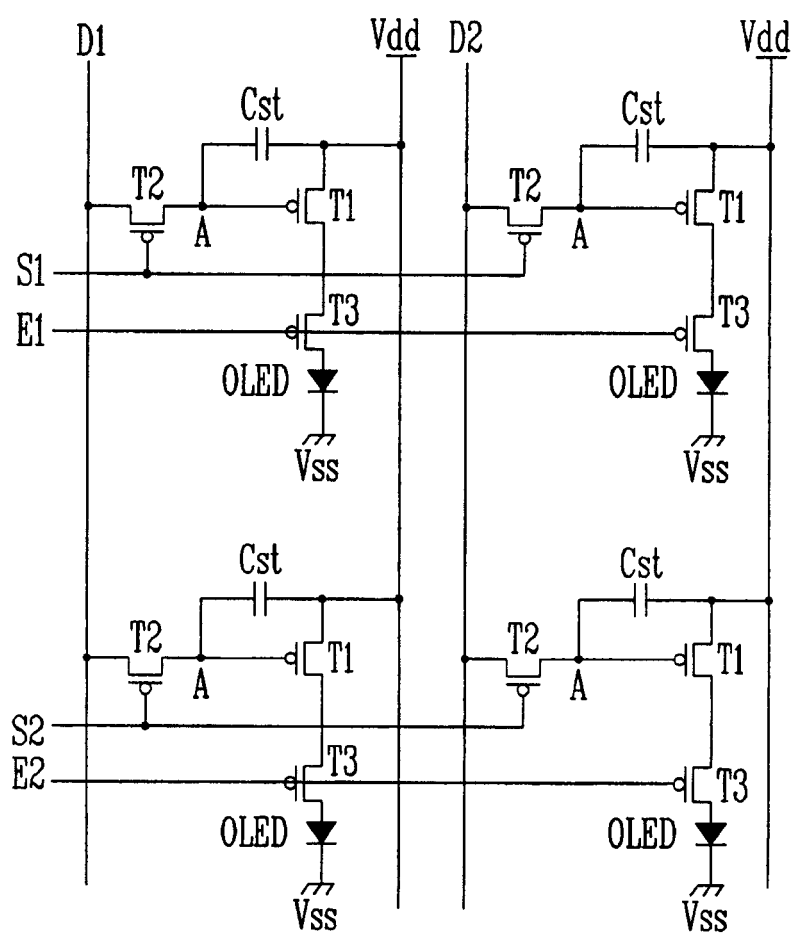 D1 Vdd D2 Vdd
Cst Cst
T2 T1 T2 T1
A A
S1
E1 T3 T3
OLED OLED
Vss Vss
Cst Cst
T2 T1 T2 T1
A A
S2
E2 T3 T3
OLED OLED
Vss Vss